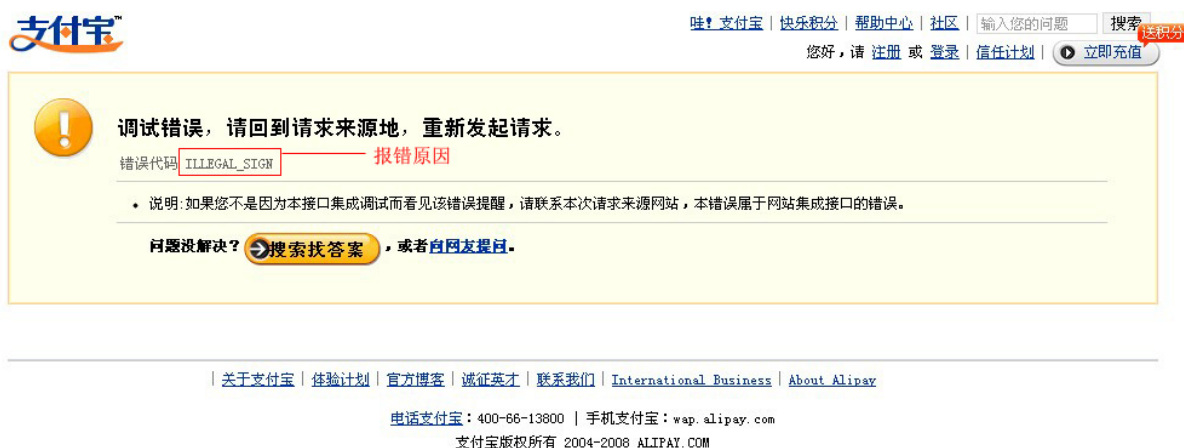 支付宝™
哇! 支付宝 | 快乐积分 | 帮助中心 | 社区 | 输入您的问题 搜索
送积分
您好，请 注册 或 登录 | 信任计划 | 立即充值
调试错误，请回到请求来源地，重新发起请求。
错误代码 ILLEGAL_SIGN 报错原因
• 说明:如果您不是因为本接口集成调试而看见该错误提醒，请联系本次请求来源网站，本错误属于网站集成接口的错误。
问题没解决？ 搜索找答案 ，或者向网友提问。
| 关于支付宝 | 体验计划 | 官方博客 | 诚征英才 | 联系我们 | International Business | About Alipay
电话支付宝：400-66-13800 | 手机支付宝：wap.alipay.com
支付宝版权所有 2004-2008 ALIPAY.COM